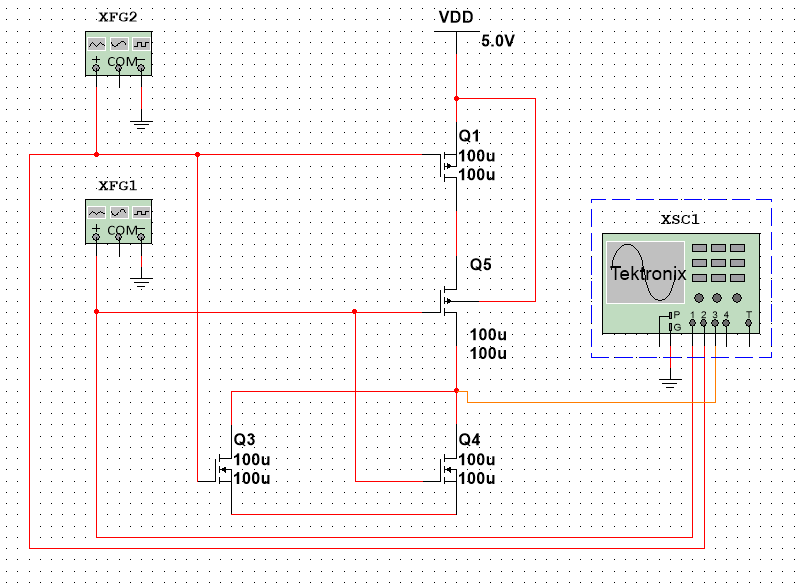 XFG2
COM
VDD
5.0V
Q1
100u
100u
XFG1
COM
XSC1
Q5
Tektronix
P
G
1 2 3 4 T
100u
100u
Q3
100u
100u
Q4
100u
100u